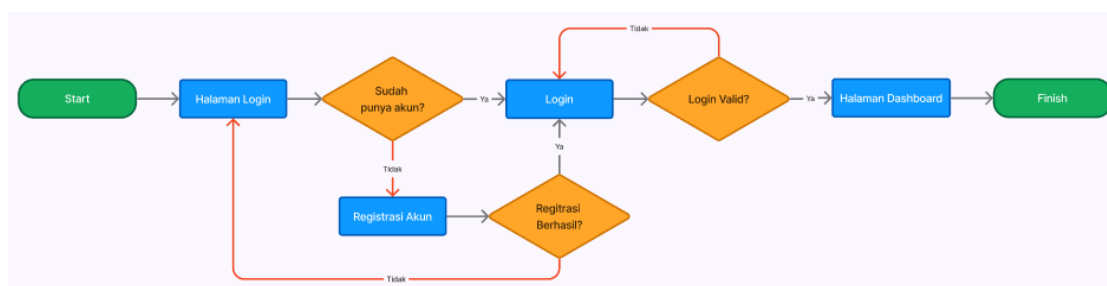 Tidak
Start
Halaman Login
Sudah
punya akun?
Ya
Login
Login Valid?
Ya
Halaman Dashboard
Finish
Tidak
Ya
Registrasi Akun
Regitrasi
Berhasil?
Tidak